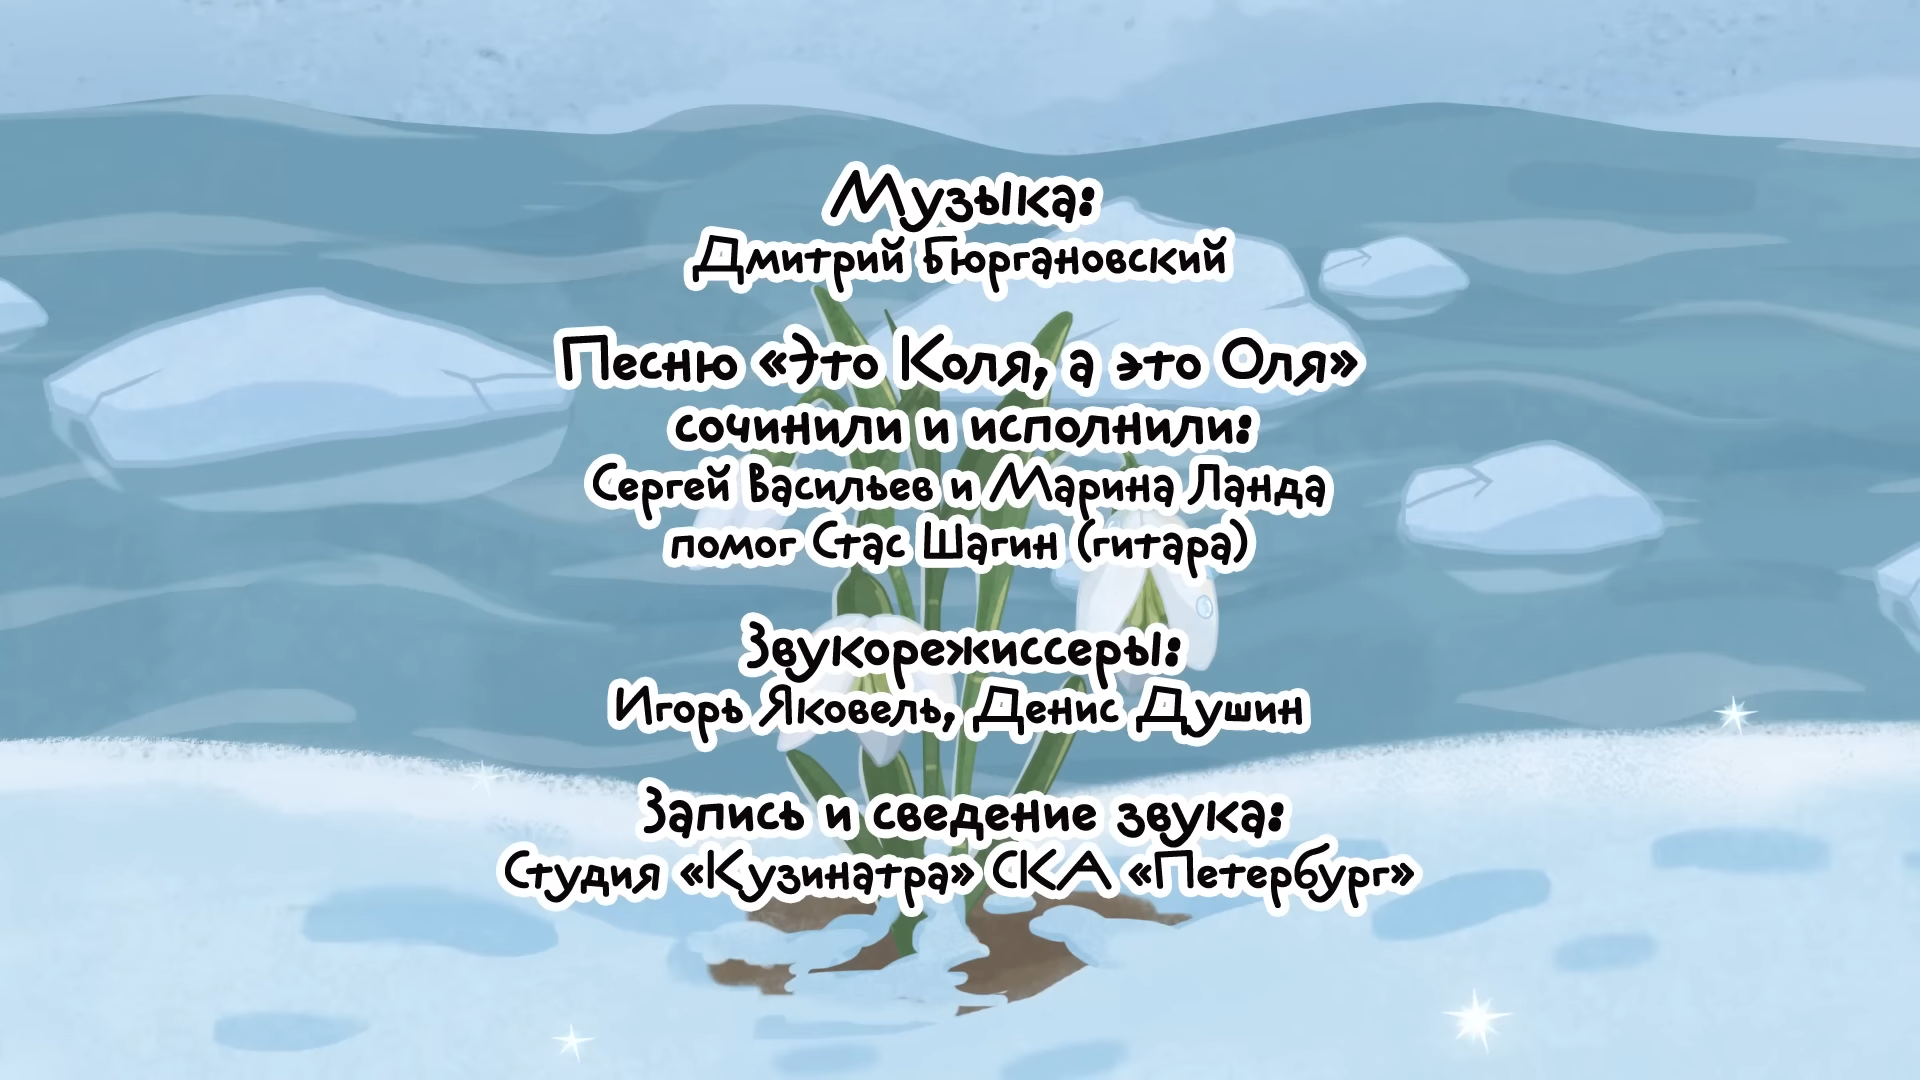 Музыка:
Дмитрий Бюргановский
Песню «Это Коля, а это Оля»
сочинили и исполнили:
Сергей Васильев и Марина Ланда
помог Стас Шагин (гитара)
Звукорежиссеры:
Игорь Яковель, Денис Душин
Запись и сведение звука:
Студия «Кузинатра» СКА «Петербург»